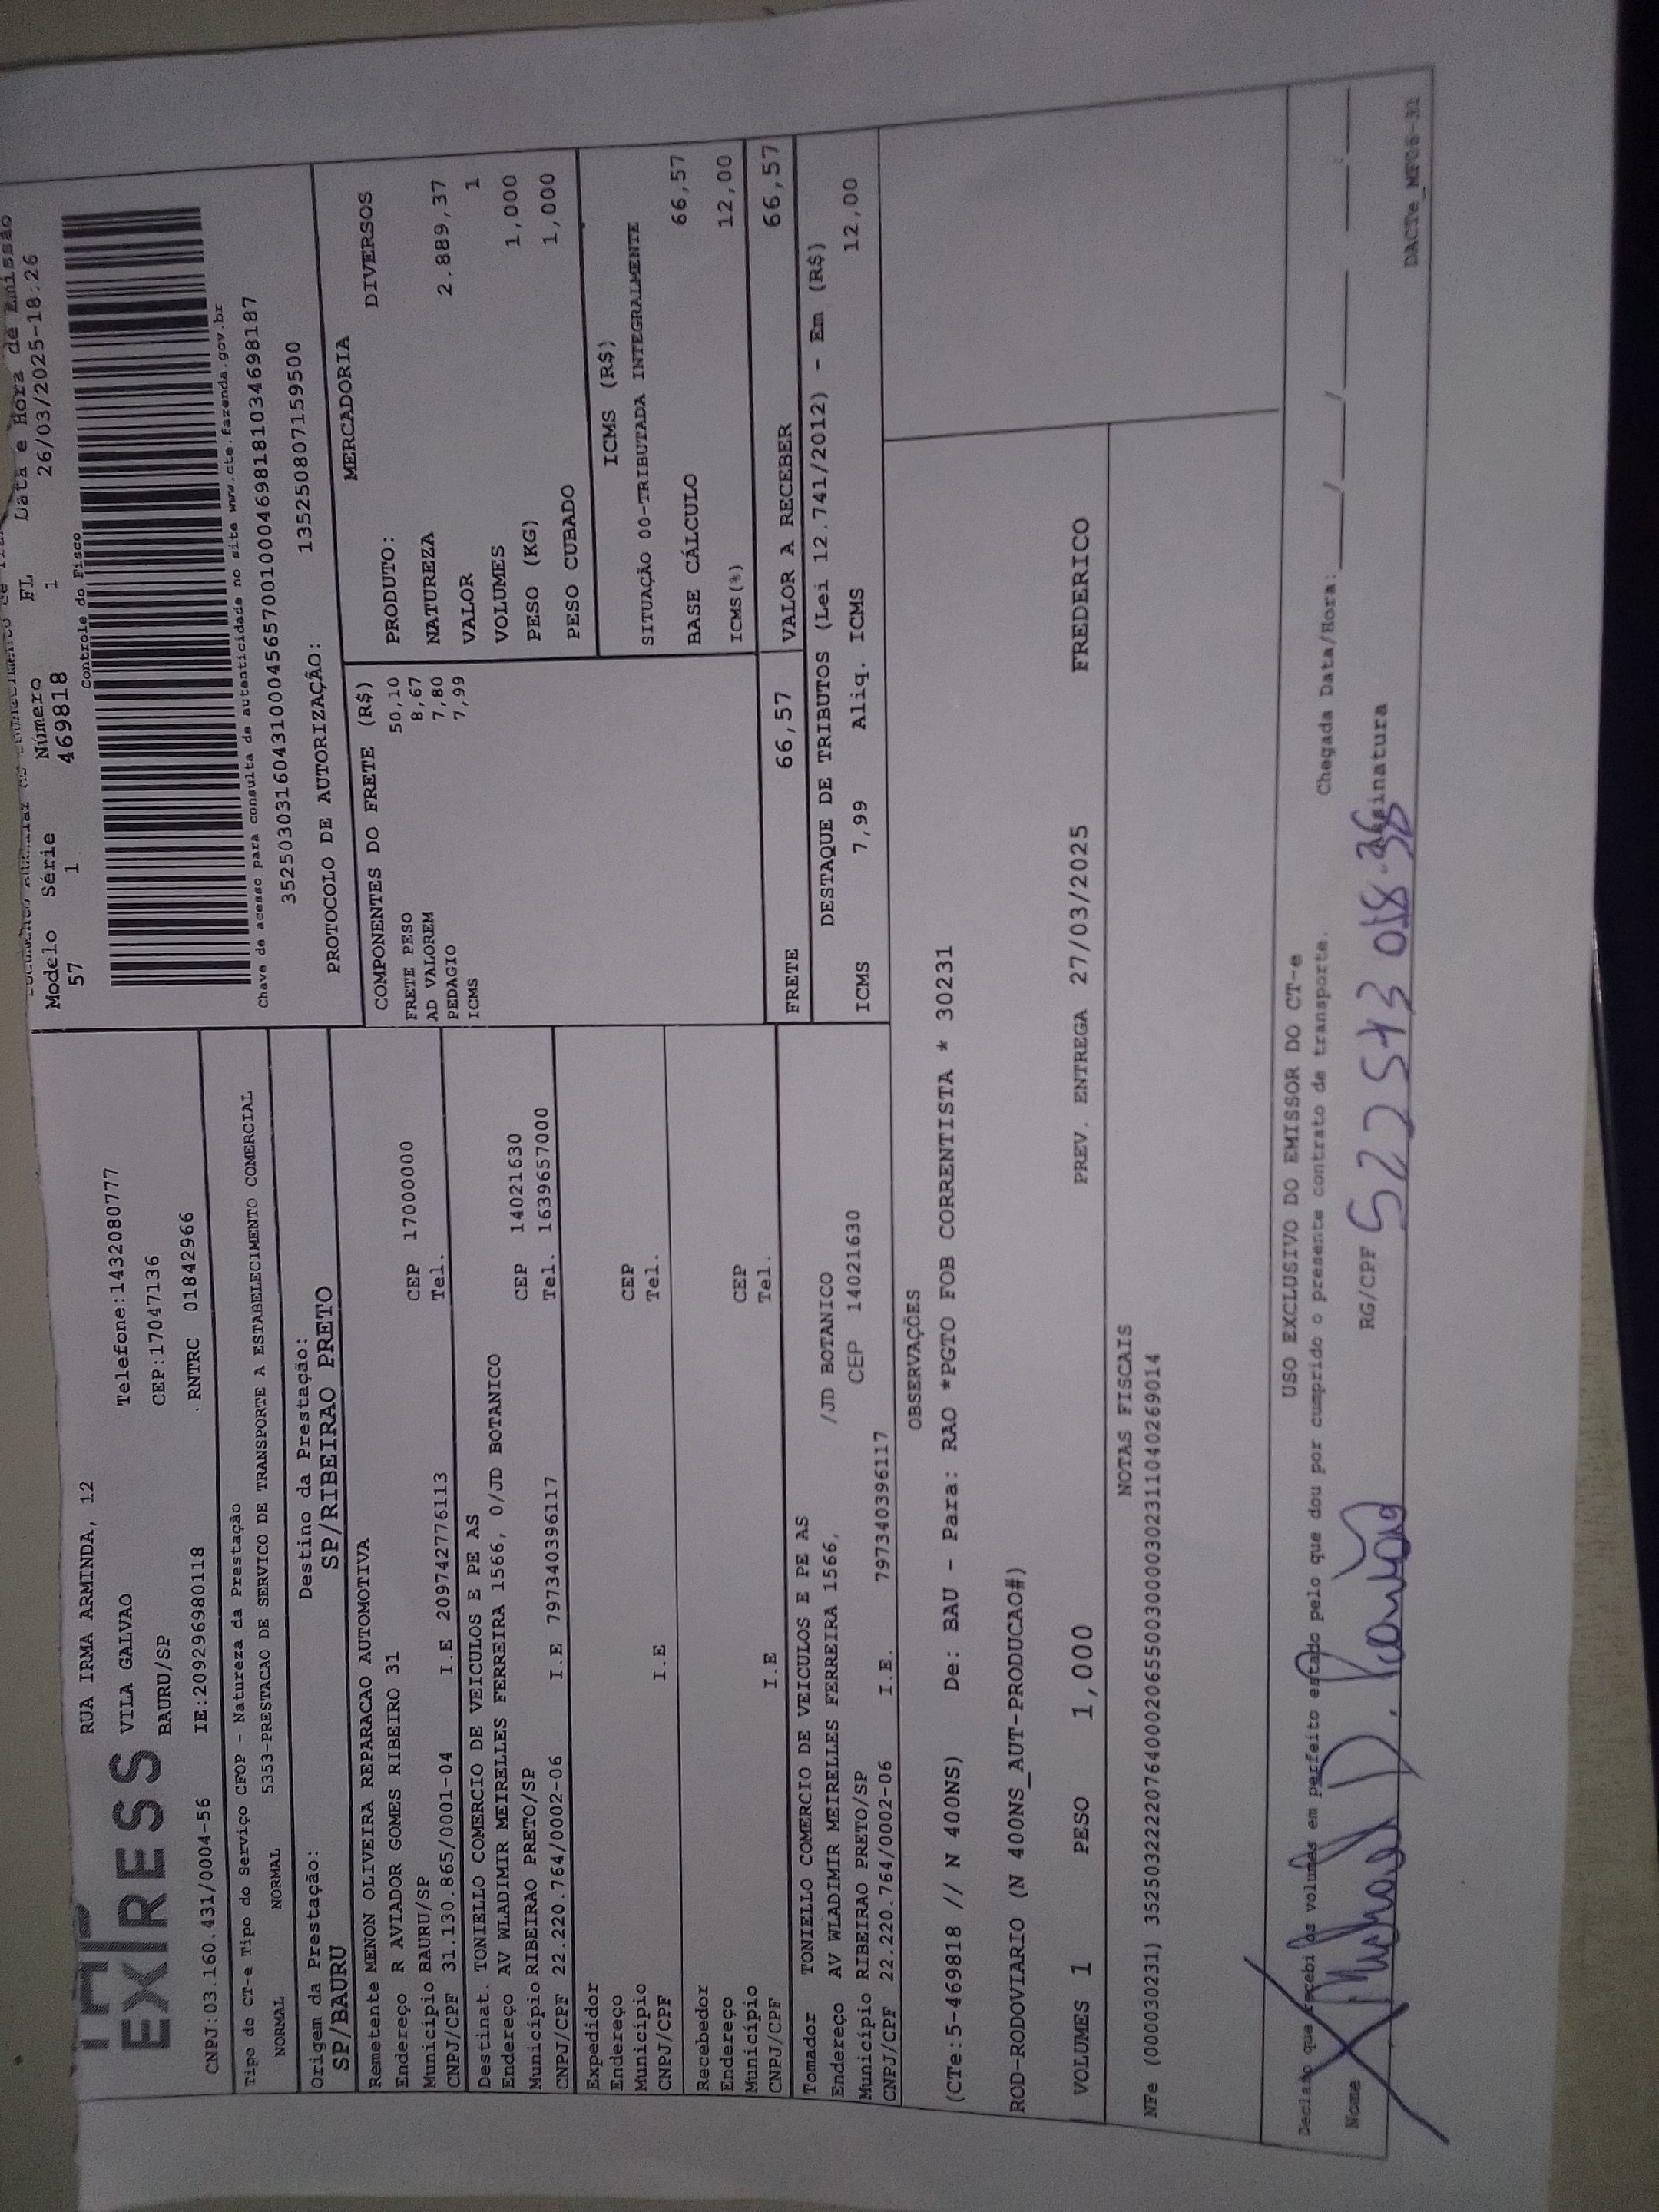 EXPRESS
RUA IRMA ARMINDA, 12
VILA GALVAO Telefone:1432080777
BAURU/SP CEP:17047136
CNPJ:03.160.431/0004-56 IE:209296980118 . RNTRC 01842966
Tipo do CT-e Tipo do Serviço CFOP - Natureza da Prestação
NORMAL NORMAL 5353-PRESTACAO DE SERVICO DE TRANSPORTE A ESTABELECIMENTO COMERCIAL
Origem da Prestação: Destino da Prestação:
SP/BAURU SP/RIBEIRAO PRETO
Remetente MENON OLIVEIRA REPARACAO AUTOMOTIVA
Endereço R AVIADOR GOMES RIBEIRO 31
Município BAURU/SP CEP 17000000
CNPJ/CPF 31.130.865/0001-04 I.E 209742776113 Tel.
Destinat. TONIELLO COMERCIO DE VEICULOS E PE AS
Endereço AV WLADIMIR MEIRELLES FERREIRA 1566, 0/JD BOTANICO
Município RIBEIRAO PRETO/SP CEP 14021630
CNPJ/CPF 22.220.764/0002-06 I.E 797340396117 Tel. 1639657000
Expedidor
Endereço
Município CEP
CNPJ/CPF I.E Tel.
Recebedor
Endereço
Município CEP
CNPJ/CPF I.E Tel.
Tomador TONIELLO COMERCIO DE VEICULOS E PE AS
Endereço AV WLADIMIR MEIRELLES FERREIRA 1566, /JD BOTANICO
Município RIBEIRAO PRETO/SP CEP 14021630
CNPJ/CPF 22.220.764/0002-06 I.E. 797340396117
Data e Hora de Emissão
Modelo Série Número FL
57 1 469818 1 26/03/2025-18:26
Controle do Fisco
Chave de acesso para consulta de autenticidade no site www.cte.fazenda.gov.br
35250303160431000456570010004698181034698187
PROTOCOLO DE AUTORIZAÇÃO: 135250807159500
COMPONENTES DO FRETE (R$)
FRETE PESO 50,10
AD VALOREM 8,67
PEDAGIO 7,80
ICMS 7,99
MERCADORIA
PRODUTO: DIVERSOS
NATUREZA
VALOR 2.889,37
VOLUMES 1
PESO (KG) 1,000
PESO CUBADO 1,000
ICMS (R$)
SITUAÇÃO 00-TRIBUTADA INTEGRALMENTE
BASE CÁLCULO 66,57
ICMS(%) 12,00
FRETE 66,57 VALOR A RECEBER 66,57
DESTAQUE DE TRIBUTOS (Lei 12.741/2012) - Em (R$)
ICMS 7,99 Aliq. ICMS 12,00
OBSERVAÇÕES
(CTe:5-469818 // N 400NS) De: BAU - Para: RAO *PGTO FOB CORRENTISTA * 30231
ROD-RODOVIARIO (N 400NS_AUT-PRODUCAO#)
VOLUMES 1 PESO 1,000 PREV. ENTREGA 27/03/2025 FREDERICO
NOTAS FISCAIS
NFe (000030231) 35250322220764000206550030000302311040269014
USO EXCLUSIVO DO EMISSOR DO CT-e
Declaro que recebi os volumes em perfeito estado pelo que dou por cumprido o presente contrato de transporte.
Chegada Data/Hora:____/____/____ ____:____
Nome RG/CPF Assinatura
DACTe_MF06-31